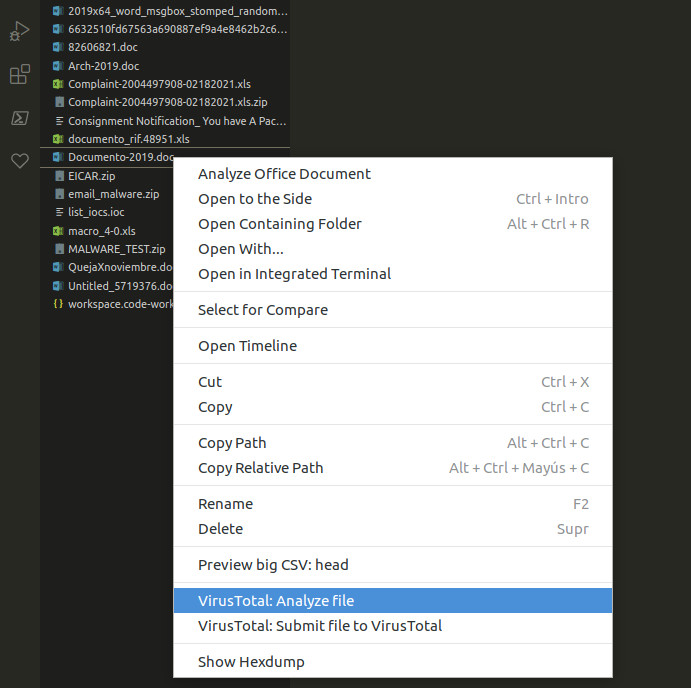 2019x64_word_msgbox_stomped_random...
6632510fd67563a690887ef9a4e8462b2c6...
82606821.doc
Arch-2019.doc
Complaint-2004497908-02182021.xls
Complaint-2004497908-02182021.xls.zip
Consignment Notification_ You have A Pac...
documento_rif.48951.xls
Documento-2019.doc
EICAR.zip
email_malware.zip
list_iocs.ioc
macro_4-0.xls
MALWARE_TEST.zip
QuejaXnoviembre.do
Untitled_5719376.do
{} workspace.code-work
Analyze Office Document
Open to the Side Ctrl + Intro
Open Containing Folder Alt + Ctrl + R
Open With...
Open in Integrated Terminal
Select for Compare
Open Timeline
Cut Ctrl + X
Copy Ctrl + C
Copy Path Alt + Ctrl + C
Copy Relative Path Alt + Ctrl + Mayús + C
Rename F2
Delete Supr
Preview big CSV: head
VirusTotal: Analyze file
VirusTotal: Submit file to VirusTotal
Show Hexdump